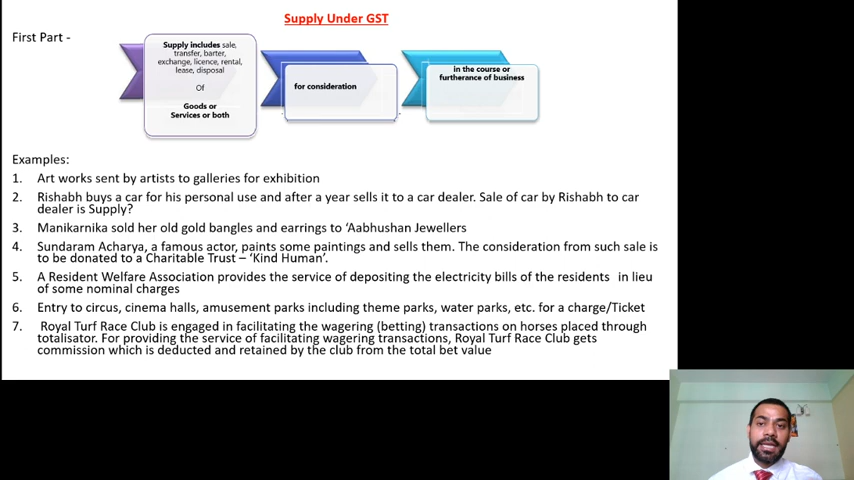 Supply Under GST
First Part -
Supply includes sale,
transfer, barter,
exchange, licence, rental,
lease, disposal
Of
Goods or
Services or both
for consideration
in the course or
furtherance of business
Examples:
1. Art works sent by artists to galleries for exhibition
2. Rishabh buys a car for his personal use and after a year sells it to a car dealer. Sale of car by Rishabh to car
dealer is Supply?
3. Manikarnika sold her old gold bangles and earrings to ‘Aabhushan Jewellers
4. Sundaram Acharya, a famous actor, paints some paintings and sells them. The consideration from such sale is
to be donated to a Charitable Trust – ‘Kind Human’.
5. A Resident Welfare Association provides the service of depositing the electricity bills of the residents in lieu
of some nominal charges
6. Entry to circus, cinema halls, amusement parks including theme parks, water parks, etc. for a charge/Ticket
7. Royal Turf Race Club is engaged in facilitating the wagering (betting) transactions on horses placed through
totalisator. For providing the service of facilitating wagering transactions, Royal Turf Race Club gets
commission which is deducted and retained by the club from the total bet value